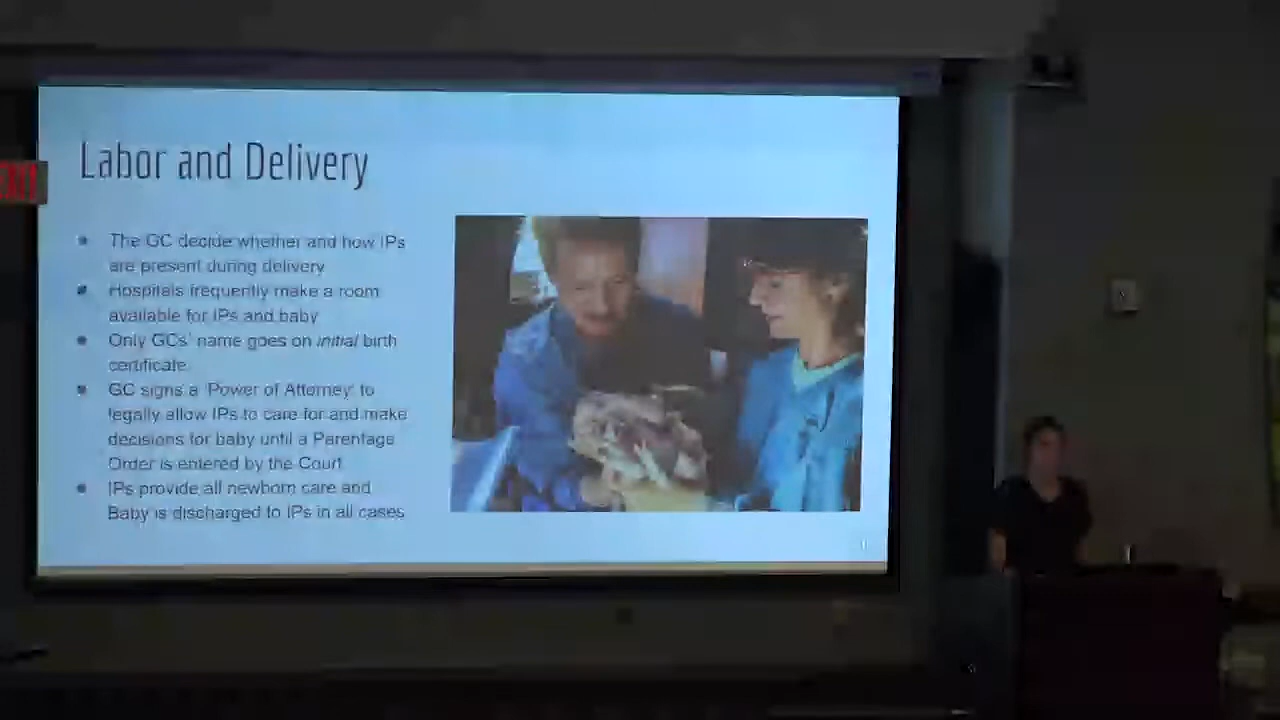 Labor and Delivery
EXIT
The GC decide whether and how IPs
are present during delivery
Hospitals frequently make a room
available for IPs and baby
Only GCs' name goes on initial birth
certificate.
GC signs a 'Power of Attorney' to
legally allow IPs to care for and make
decisions for baby until a Parentage
Order is entered by the Court
IPs provide all newborn care and
Baby is discharged to IPs in all cases